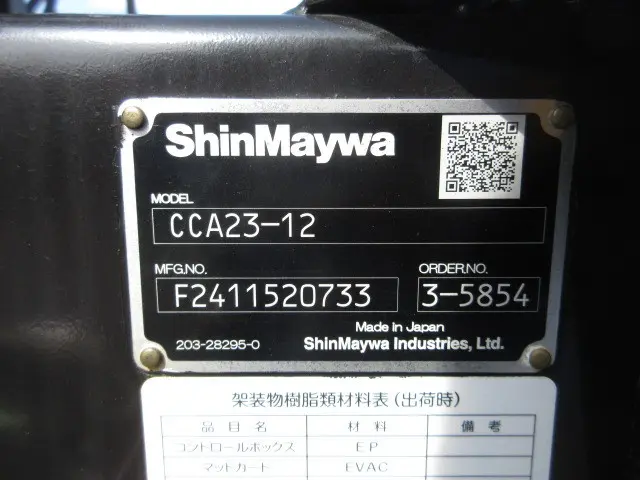 ShinMaywa
MODEL
CCA23-12
MFG.NO. ORDER.NO.
F2411520733 3-5854
Made in Japan
203-28295-0 ShinMaywa Industries, Ltd.
架装物樹脂類材料表(出荷時)
品目名 材料 備考
コントロールボックス EP
マットガード EVAC